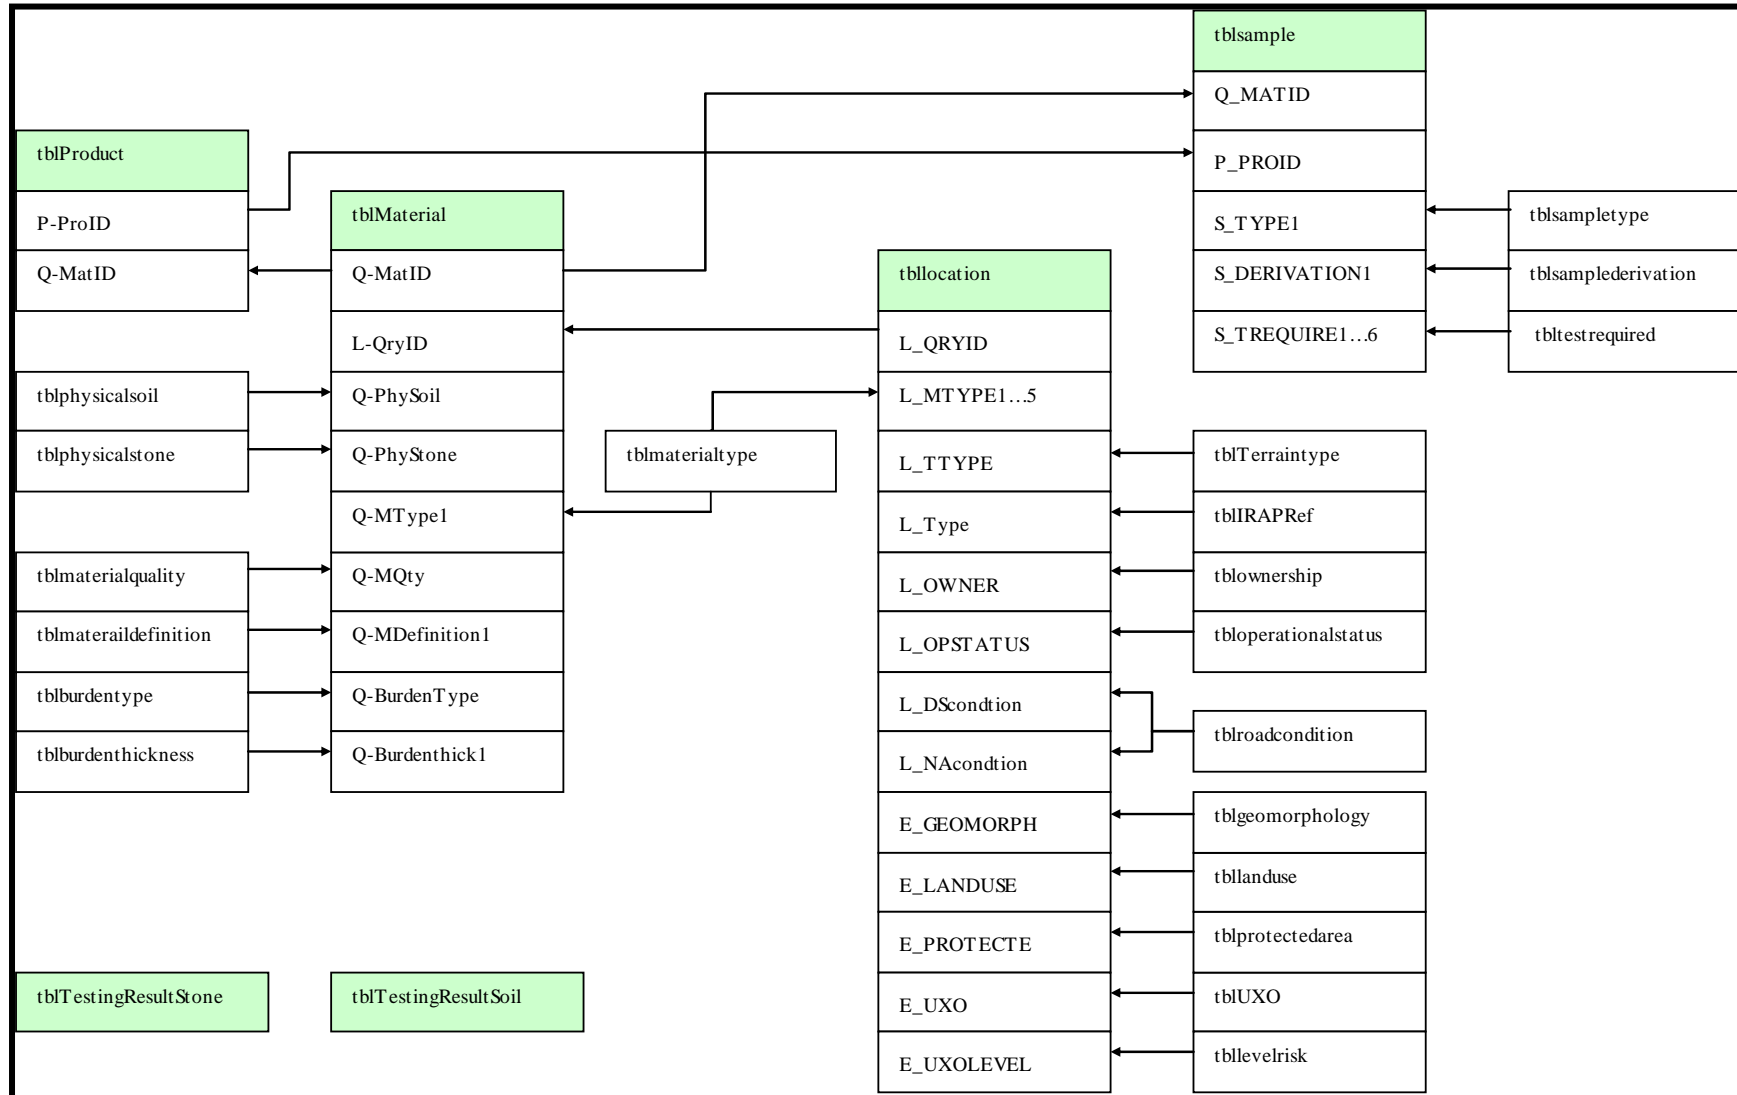 tblsample
Q_MATID
P_PROID
S_TYPE1
S_DERIVATION1
S_TREQUIRE1…6
tblsampletype
tblsamplederivation
tbltestrequired
tblProduct
P-ProID
Q-MatID
tblMaterial
Q-MatID
L-QryID
Q-PhySoil
Q-PhyStone
Q-MType1
Q-MQty
Q-MDefinition1
Q-BurdenType
Q-Burdenthick1
tblphysicalsoil
tblphysicalstone
tblmaterialquality
tblmateraildefinition
tblburdentype
tblburdenthickness
tblmaterialtype
tbllocation
L_QRYID
L_MTYPE1…5
L_TTYPE
L_Type
L_OWNER
L_OPSTATUS
L_DScondtion
L_NAcondtion
E_GEOMORPH
E_LANDUSE
E_PROTECTE
E_UXO
E_UXOLEVEL
tblTerraintype
tblIRAPRef
tblownership
tbloperationalstatus
tblroadcondition
tblgeomorphology
tbllanduse
tblprotectedarea
tblUXO
tbllevelrisk
tblTestingResultStone
tblTestingResultSoil